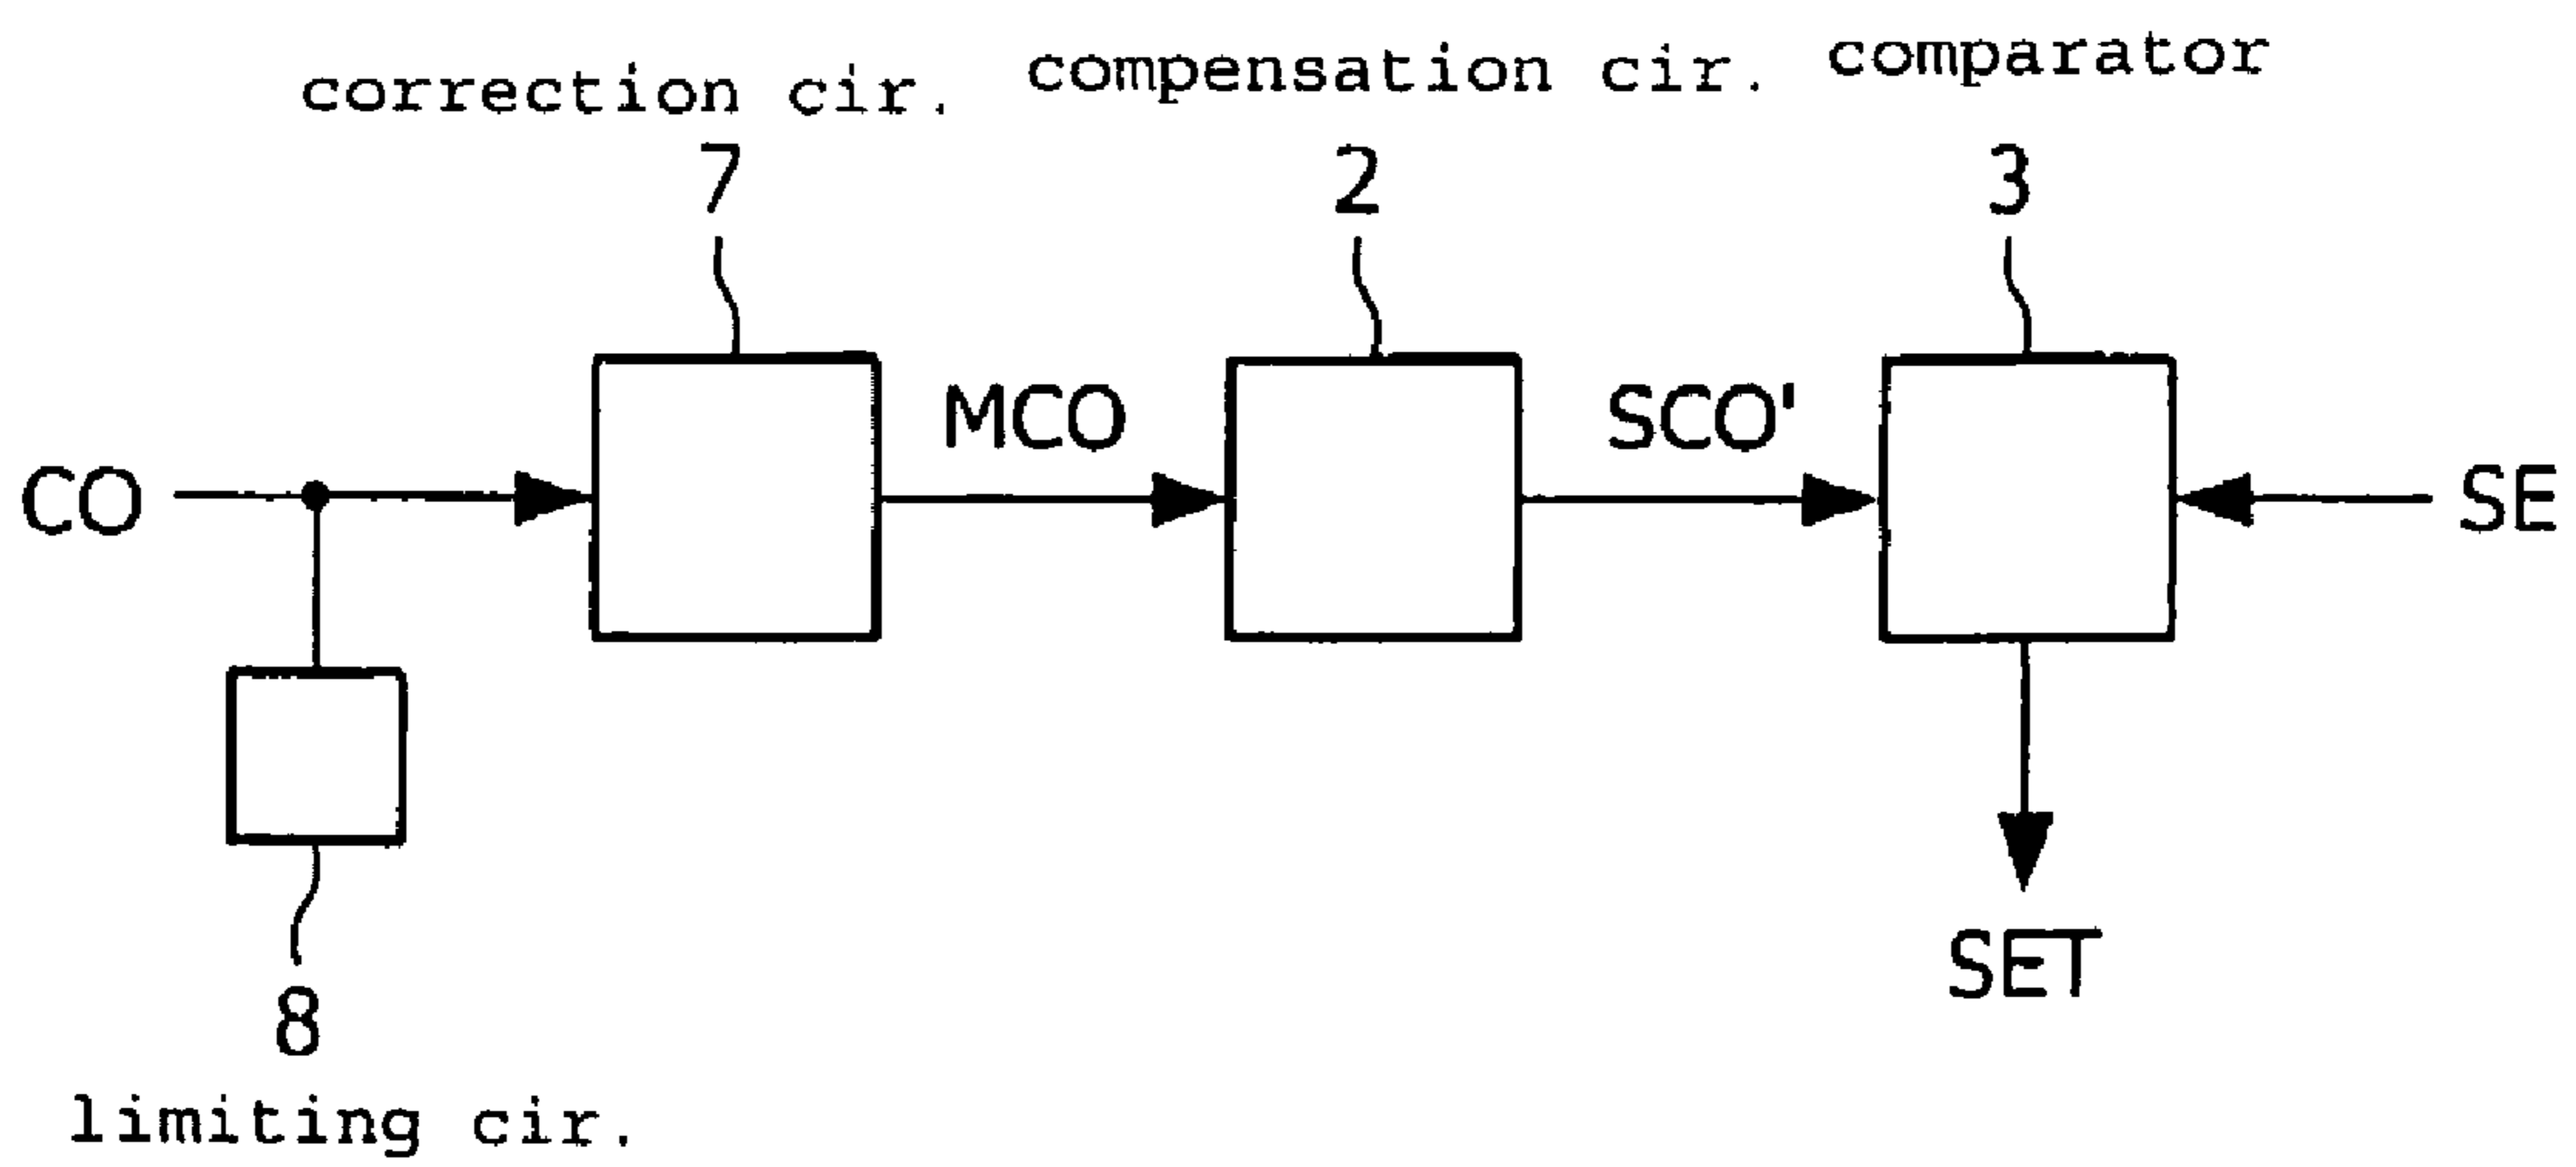 correction cir. compensation cir. comparator
7 2 3
MCO SCO'
CO SE
SET
8
limiting cir.